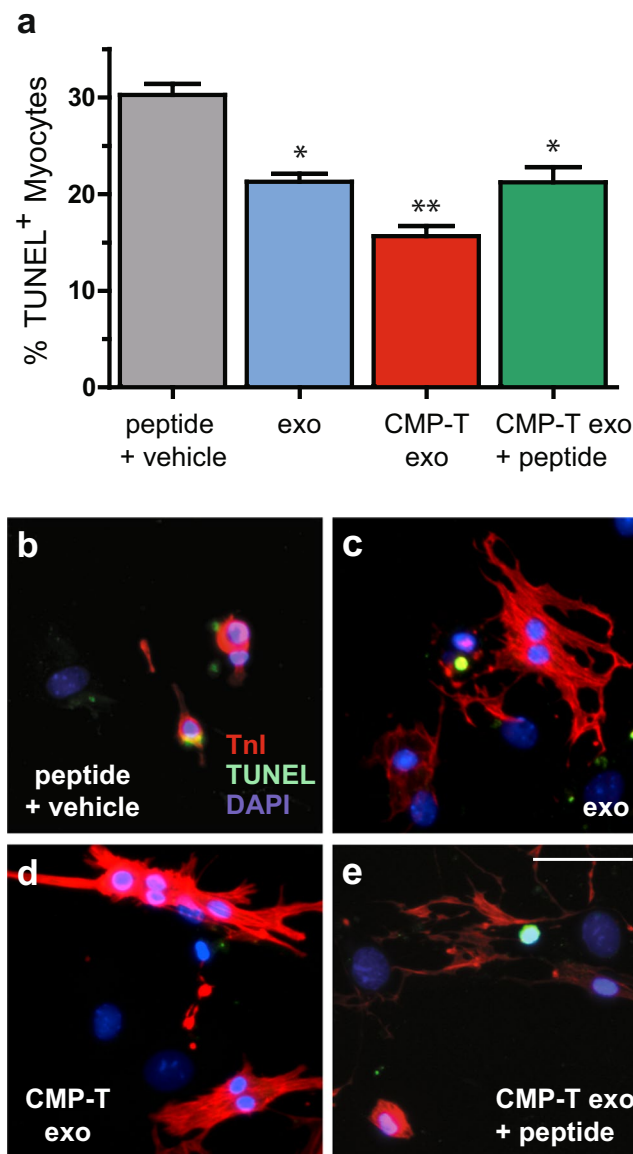 a
% TUNEL+ Myocytes
30
20
10
0
*
**
*
peptide
+ vehicle
exo
CMP-T
exo
CMP-T exo
+ peptide
b
peptide
+ vehicle
TnI
TUNEL
DAPI
c
exo
d
CMP-T
exo
e
CMP-T exo
+ peptide